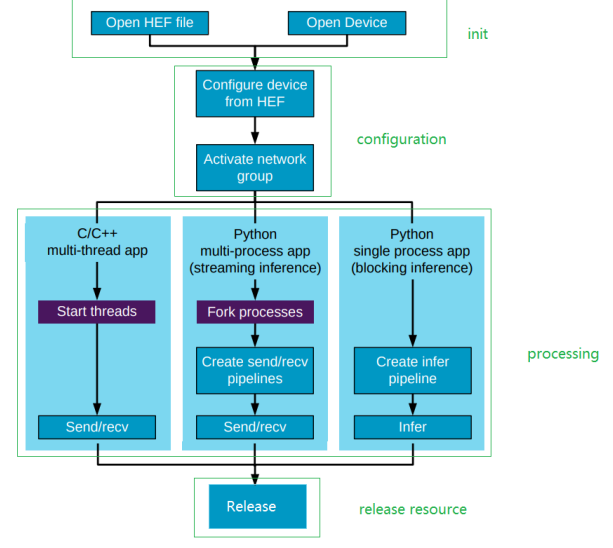 Open HEF file
Open Device
init
Configure device
from HEF
configuration
Activate network
group
C/C++
multi-thread app
Python
multi-process app
(streaming inference)
Python
single process app
(blocking inference)
Start threads
Fork processes
Create send/recv
pipelines
Create infer
pipeline
processing
Send/recv
Send/recv
Infer
Release
release resource